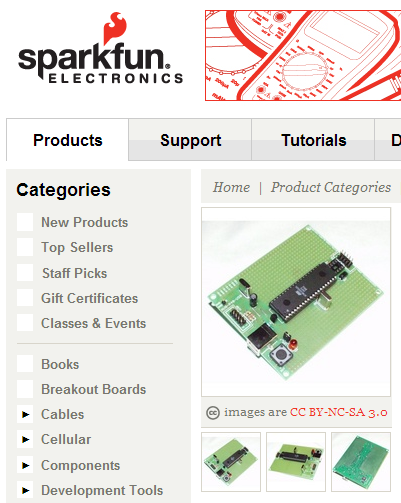 sparkfun.
ELECTRONICS
Products
Support
Tutorials
D
Categories
New Products
Top Sellers
Staff Picks
Gift Certificates
Classes & Events
Books
Breakout Boards
Cables
Cellular
Components
Development Tools
Home | Product Categories
cc images are CC BY-NC-SA 3.0